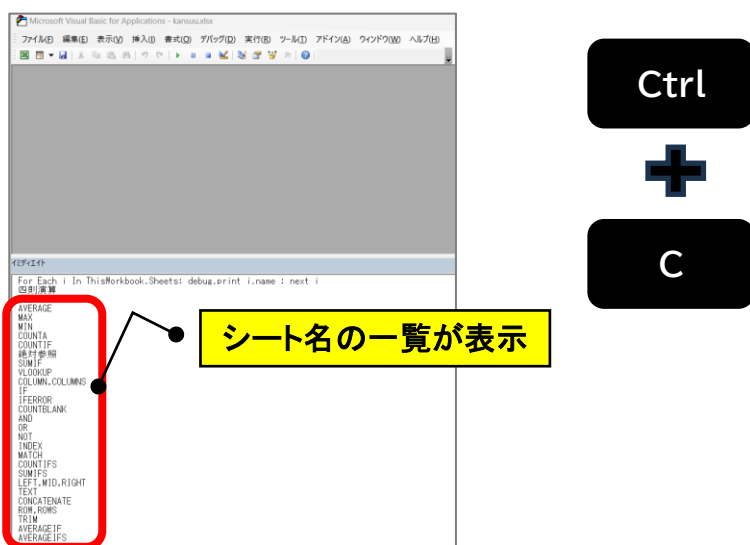 Microsoft Visual Basic for Applications - kansuu.xlsx
ファイル(F) 編集(E) 表示(V) 挿入(I) 書式(O) デバッグ(D) 実行(R) ツール(T) アドイン(A) ウィンドウ(W) ヘルプ(H)
イミディエイト
For Each i In ThisWorkbook.Sheets: debug.print i.name : next i
四則演算
AVERAGE
MAX
MIN
COUNTA
COUNTIF
絶対参照
SUMIF
VLOOKUP
COLUMN.COLUMNS
IF
IFERROR
COUNTBLANK
AND
OR
NOT
INDEX
MATCH
COUNTIFS
SUMIFS
LEFT.MID.RIGHT
TEXT
CONCATENATE
ROW.ROWS
TRIM
AVERAGEIF
AVERAGEIFS
シート名の一覧が表示
Ctrl
C